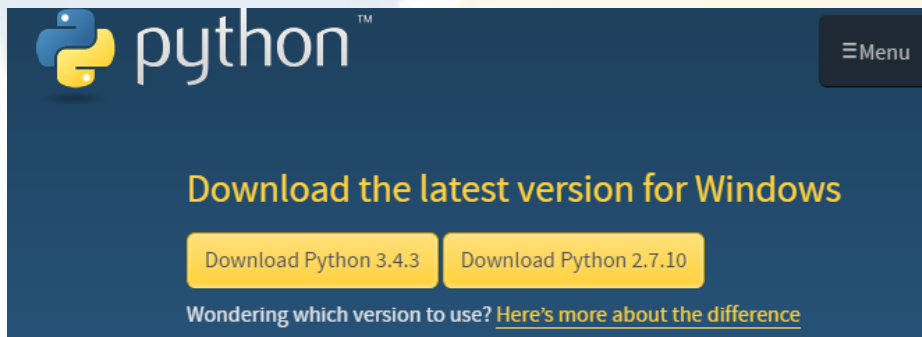 python™
≡Menu
Download the latest version for Windows
Download Python 3.4.3 Download Python 2.7.10
Wondering which version to use? Here's more about the difference